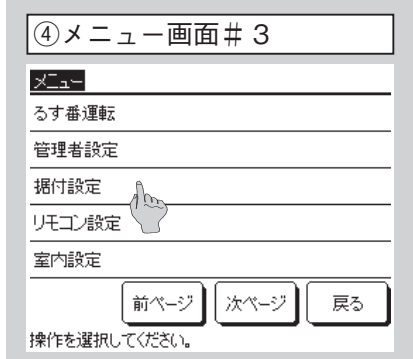 ④メニュー画面＃3
メニュー
るす番運転
管理者設定
据付設定
リモコン設定
室内設定
前ページ 次ページ 戻る
操作を選択してください。